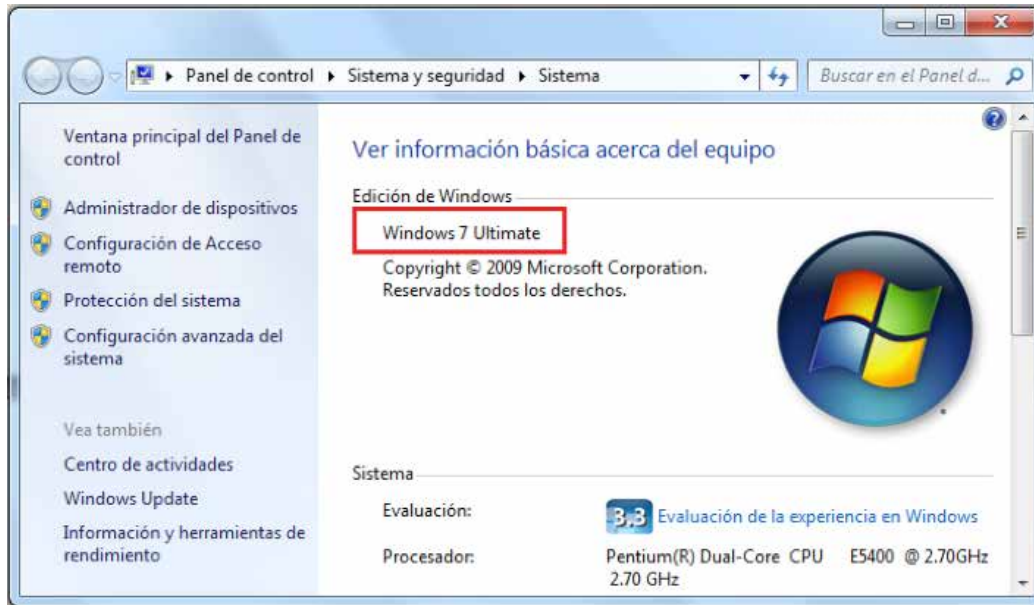 Panel de control Sistema y seguridad Sistema
Buscar en el Panel d...
Ventana principal del Panel de
control
Administrador de dispositivos
Configuración de Acceso
remoto
Protección del sistema
Configuración avanzada del
sistema
Vea también
Centro de actividades
Windows Update
Información y herramientas de
rendimiento
Ver información básica acerca del equipo
Edición de Windows
Windows 7 Ultimate
Copyright © 2009 Microsoft Corporation.
Reservados todos los derechos.
Sistema
Evaluación:
3,3 Evaluación de la experiencia en Windows
Procesador:
Pentium(R) Dual-Core CPU E5400 @ 2.70GHz
2.70 GHz